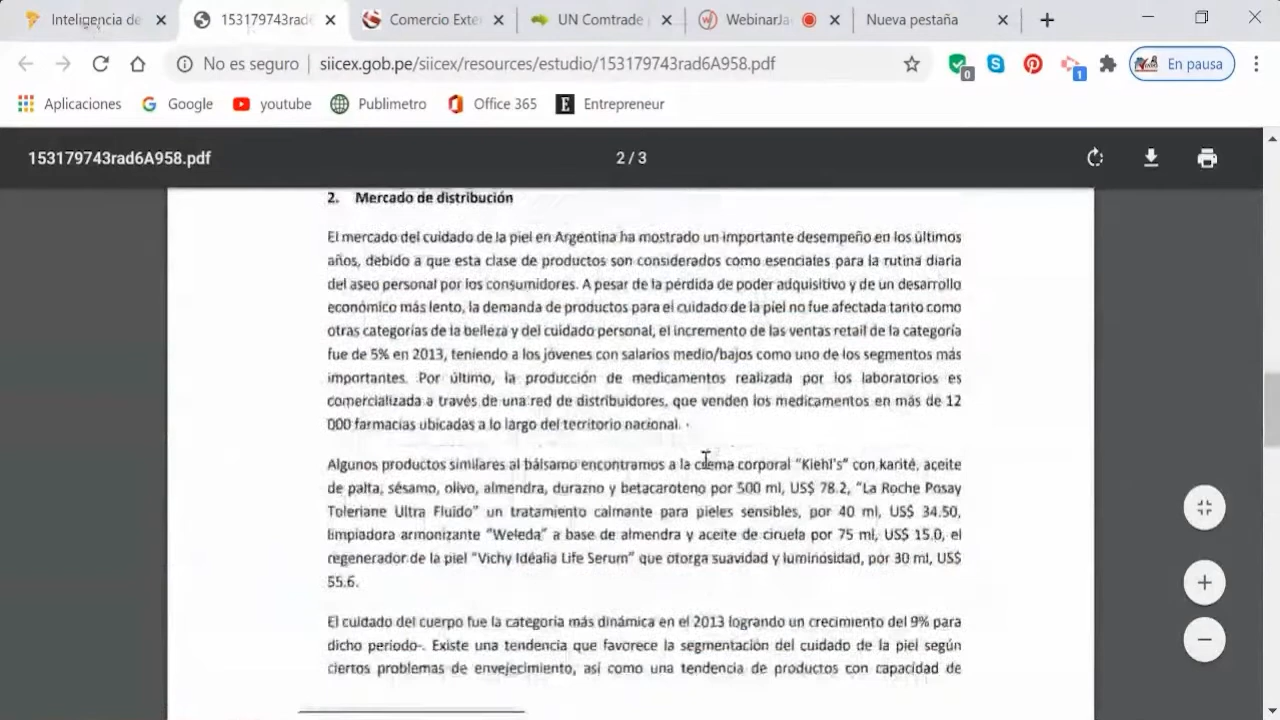 Inteligencia de
153179743rad6
Comercio Exte
UN Comtrade
WebinarJa
Nueva pestaña
No es seguro
siicex.gob.pe/siicex/resources/estudio/153179743rad6A958.pdf
0
1
En pausa
Aplicaciones
Google
youtube
Publimetro
Office 365
E Entrepreneur
153179743rad6A958.pdf
2 / 3
2. Mercado de distribución
El mercado del cuidado de la piel en Argentina ha mostrado un importante desempeño en los últimos
años, debido a que esta clase de productos son considerados como esenciales para la rutina diaria
del aseo personal por los consumidores. A pesar de la pérdida de poder adquisitivo y de un desarrollo
económico más lento, la demanda de productos para el cuidado de la piel no fue afectada tanto como
otras categorías de la belleza y del cuidado personal, el incremento de las ventas retail de la categoría
fue de 5% en 2013, teniendo a los jóvenes con salarios medio/bajos como uno de los segmentos más
importantes. Por último, la producción de medicamentos realizada por los laboratorios es
comercializada a través de una red de distribuidores, que venden los medicamentos en más de 12
000 farmacias ubicadas a lo largo del territorio nacional.
Algunos productos similares al bálsamo encontramos a la crema corporal "Kiehl's" con karité, aceite
de palta, sésamo, olivo, almendra, durazno y betacaroteno por 500 ml, US$ 78.2, "La Roche Posay
Toleriane Ultra Fluido" un tratamiento calmante para pieles sensibles, por 40 ml, US$ 34.50,
limpiadora armonizante "Weleda" a base de almendra y aceite de ciruela por 75 ml, US$ 15.0, el
regenerador de la piel "Vichy Idéalia Life Serum" que otorga suavidad y luminosidad, por 30 ml, US$
55.6.
El cuidado del cuerpo fue la categoría más dinámica en el 2013 logrando un crecimiento del 9% para
dicho periodo. Existe una tendencia que favorece la segmentación del cuidado de la piel según
ciertos problemas de envejecimiento, así como una tendencia de productos con capacidad de